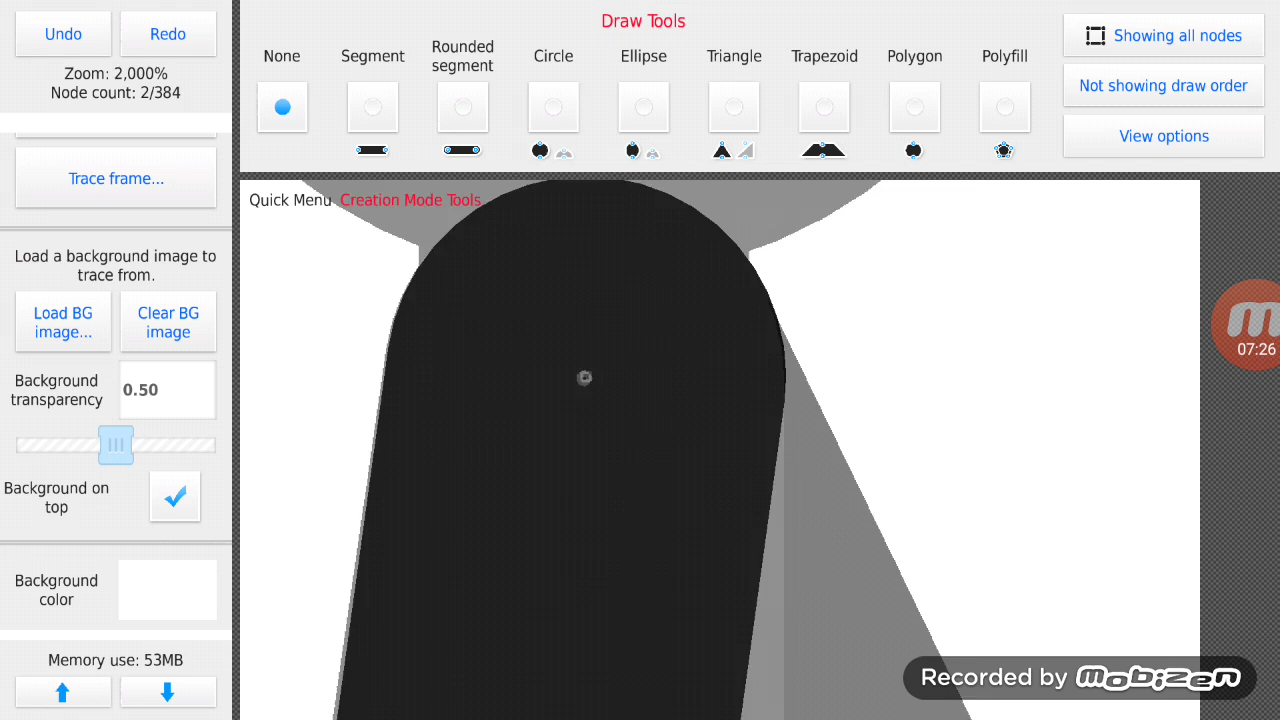 Undo
Redo
Zoom: 2,000%
Node count: 2/384
Trace frame...
Load a background image to
trace from.
Load BG
image...
Clear BG
image
Background
transparency
0.50
Background on
top
Background
color
Memory use: 53MB
Draw Tools
None
Segment
Rounded
segment
Circle
Ellipse
Triangle
Trapezoid
Polygon
Polyfill
Showing all nodes
Not showing draw order
View options
Quick Menu
Creation Mode Tools
07:26
Recorded by mobizen